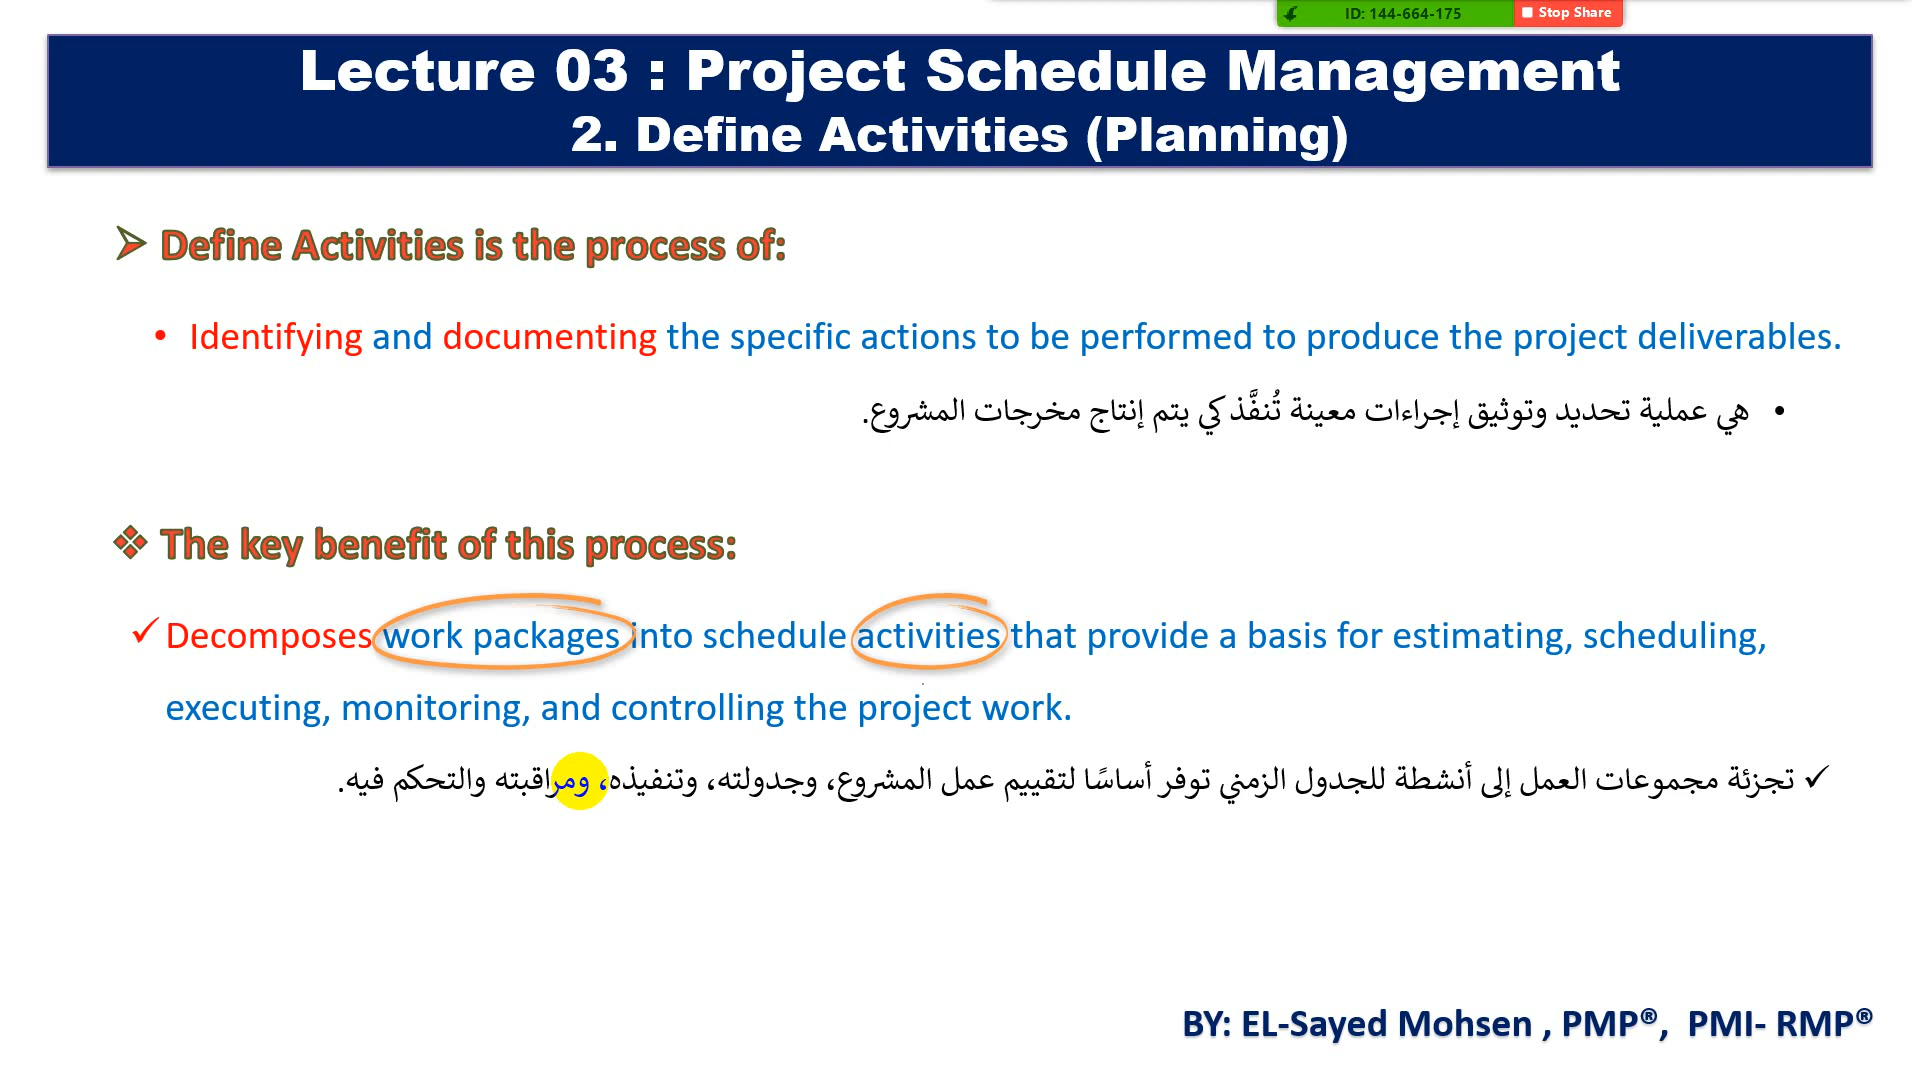 ID: 144-664-175 Stop Share
Lecture 03 : Project Schedule Management
2. Define Activities (Planning)
➢ Define Activities is the process of:
• Identifying and documenting the specific actions to be performed to produce the project deliverables.
• هي عملية تحديد وتوثيق إجراءات معينة تُنفَّذ كي يتم إنتاج مخرجات المشروع.
❖ The key benefit of this process:
✓ Decomposes work packages into schedule activities that provide a basis for estimating, scheduling,
executing, monitoring, and controlling the project work.
✓ تجزئة مجموعات العمل إلى أنشطة للجدول الزمني توفر أساسًا لتقييم عمل المشروع، وجدولته، وتنفيذه، ومراقبته والتحكم فيه.
BY: EL-Sayed Mohsen , PMP®, PMI- RMP®